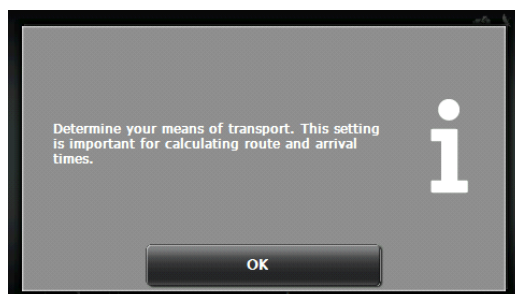 Determine your means of transport. This setting
is important for calculating route and arrival
times.
OK